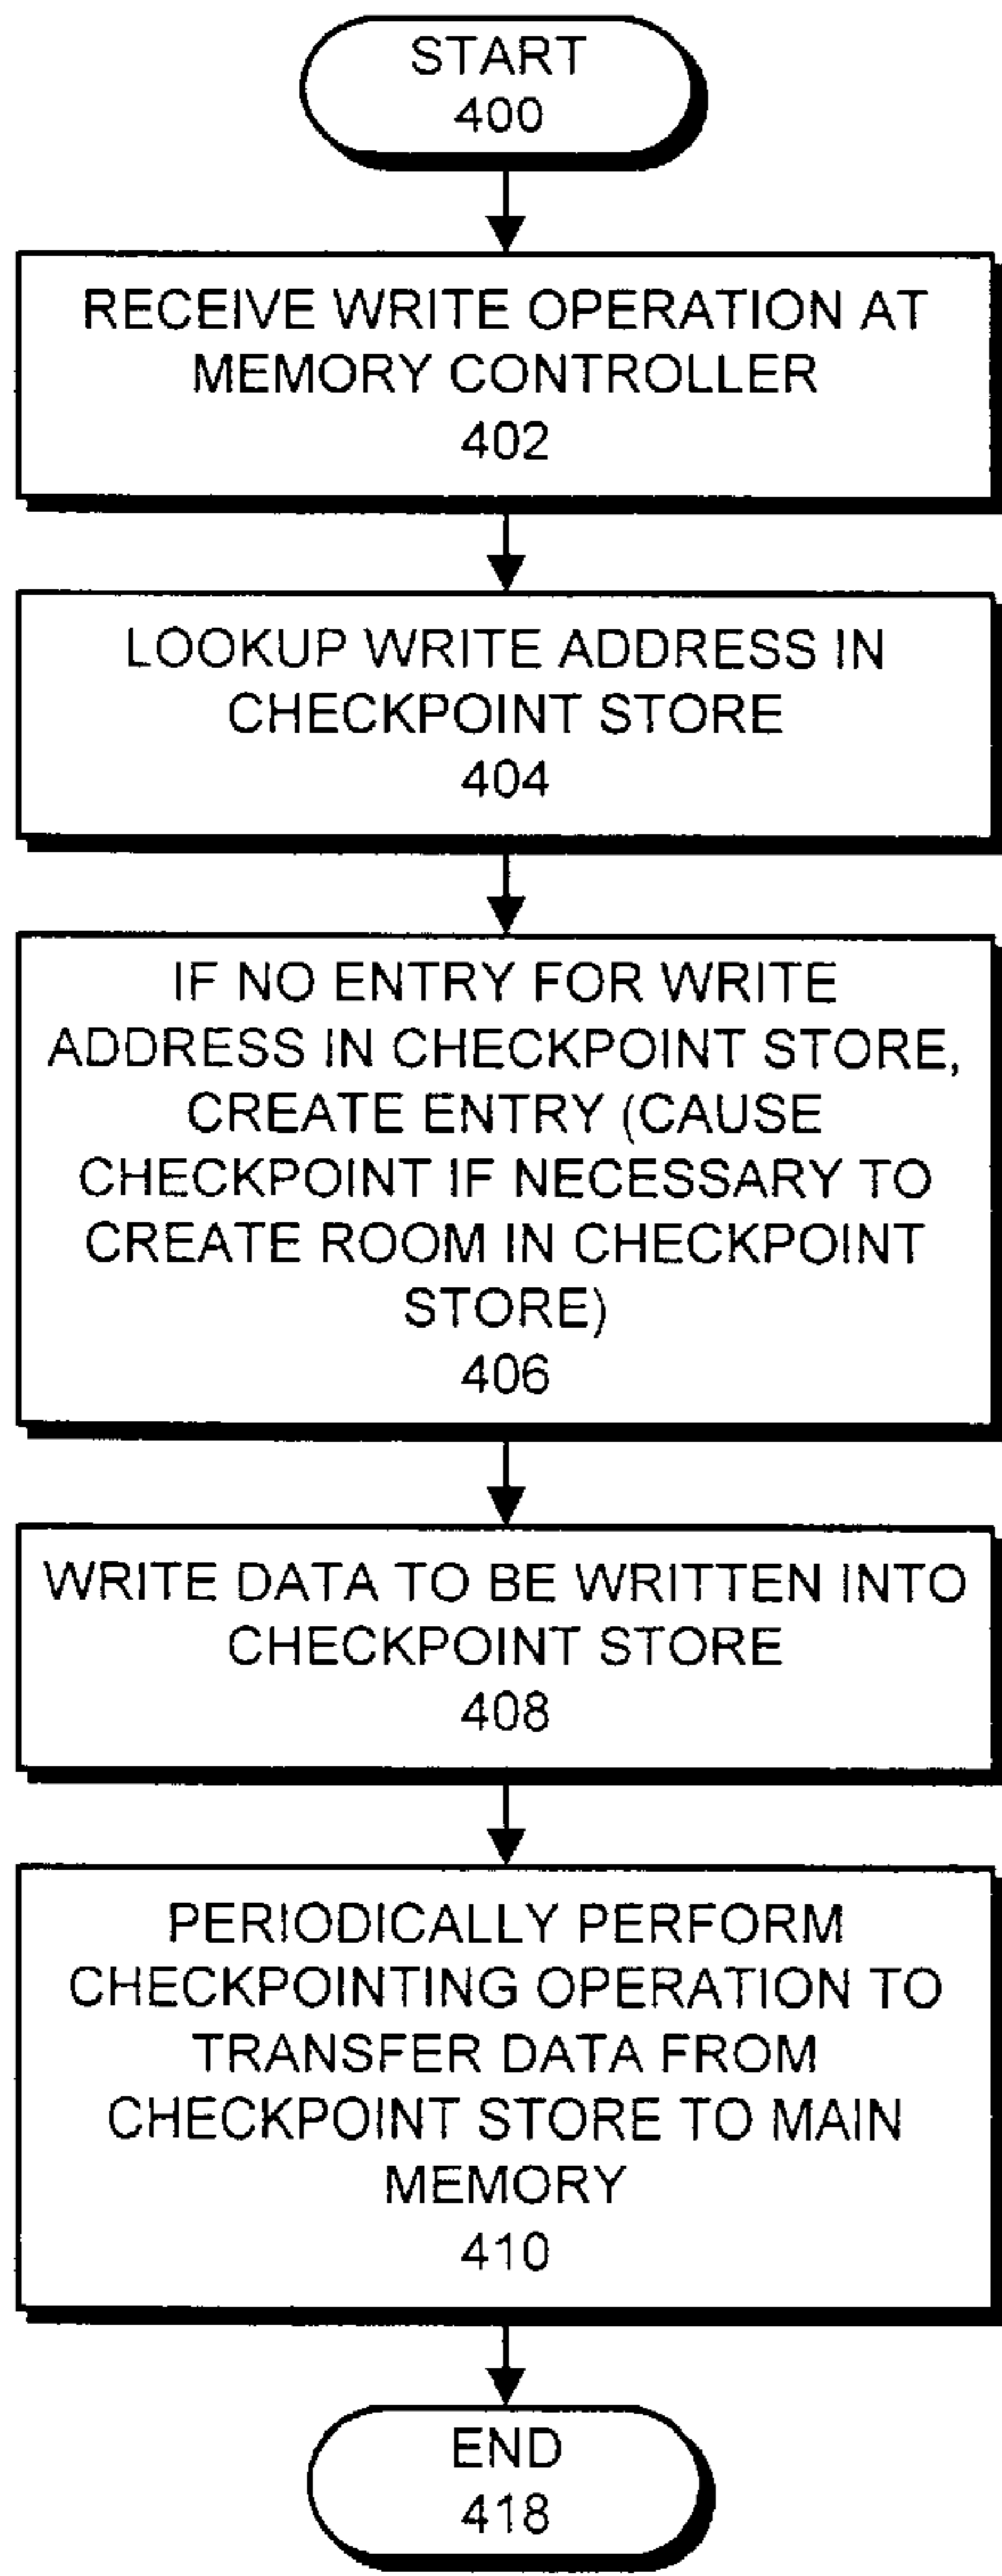 START
400
RECEIVE WRITE OPERATION AT
MEMORY CONTROLLER
402
LOOKUP WRITE ADDRESS IN
CHECKPOINT STORE
404
IF NO ENTRY FOR WRITE
ADDRESS IN CHECKPOINT STORE,
CREATE ENTRY (CAUSE
CHECKPOINT IF NECESSARY TO
CREATE ROOM IN CHECKPOINT
STORE)
406
WRITE DATA TO BE WRITTEN INTO
CHECKPOINT STORE
408
PERIODICALLY PERFORM
CHECKPOINTING OPERATION TO
TRANSFER DATA FROM
CHECKPOINT STORE TO MAIN
MEMORY
410
END
418